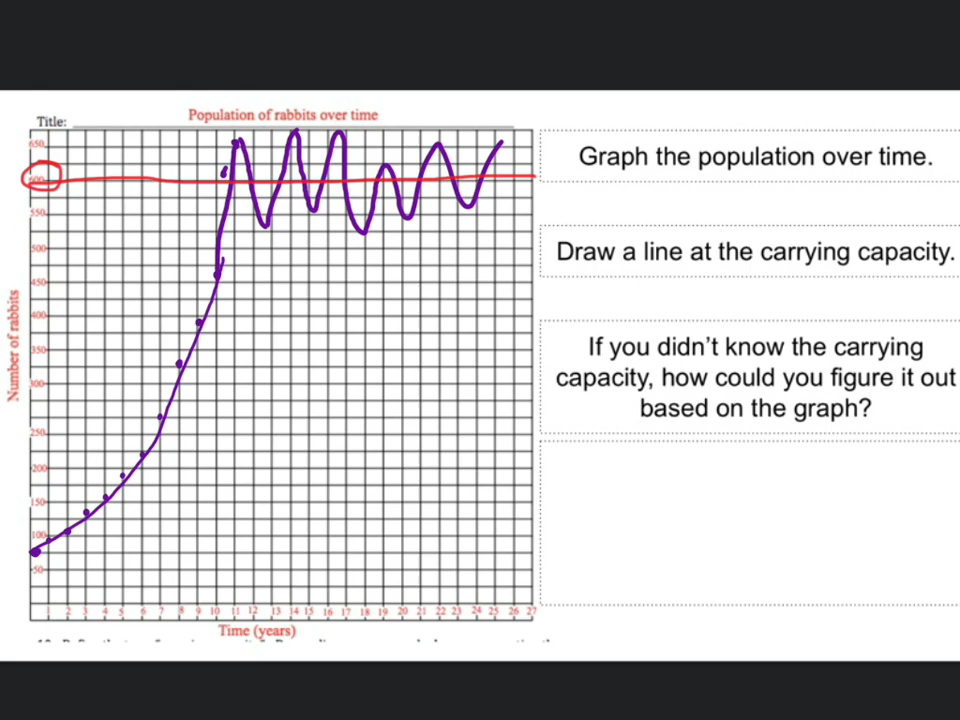 Title:
Population of rabbits over time
650
600
550
500
450
400
350
300
250
200
150
100
50
Number of rabbits
1 2 3 4 5 6 7 8 9 10 11 12 13 14 15 16 17 18 19 20 21 22 23 24 25 26 27
Time (years)
Graph the population over time.
Draw a line at the carrying capacity.
If you didn't know the carrying
capacity, how could you figure it out
based on the graph?